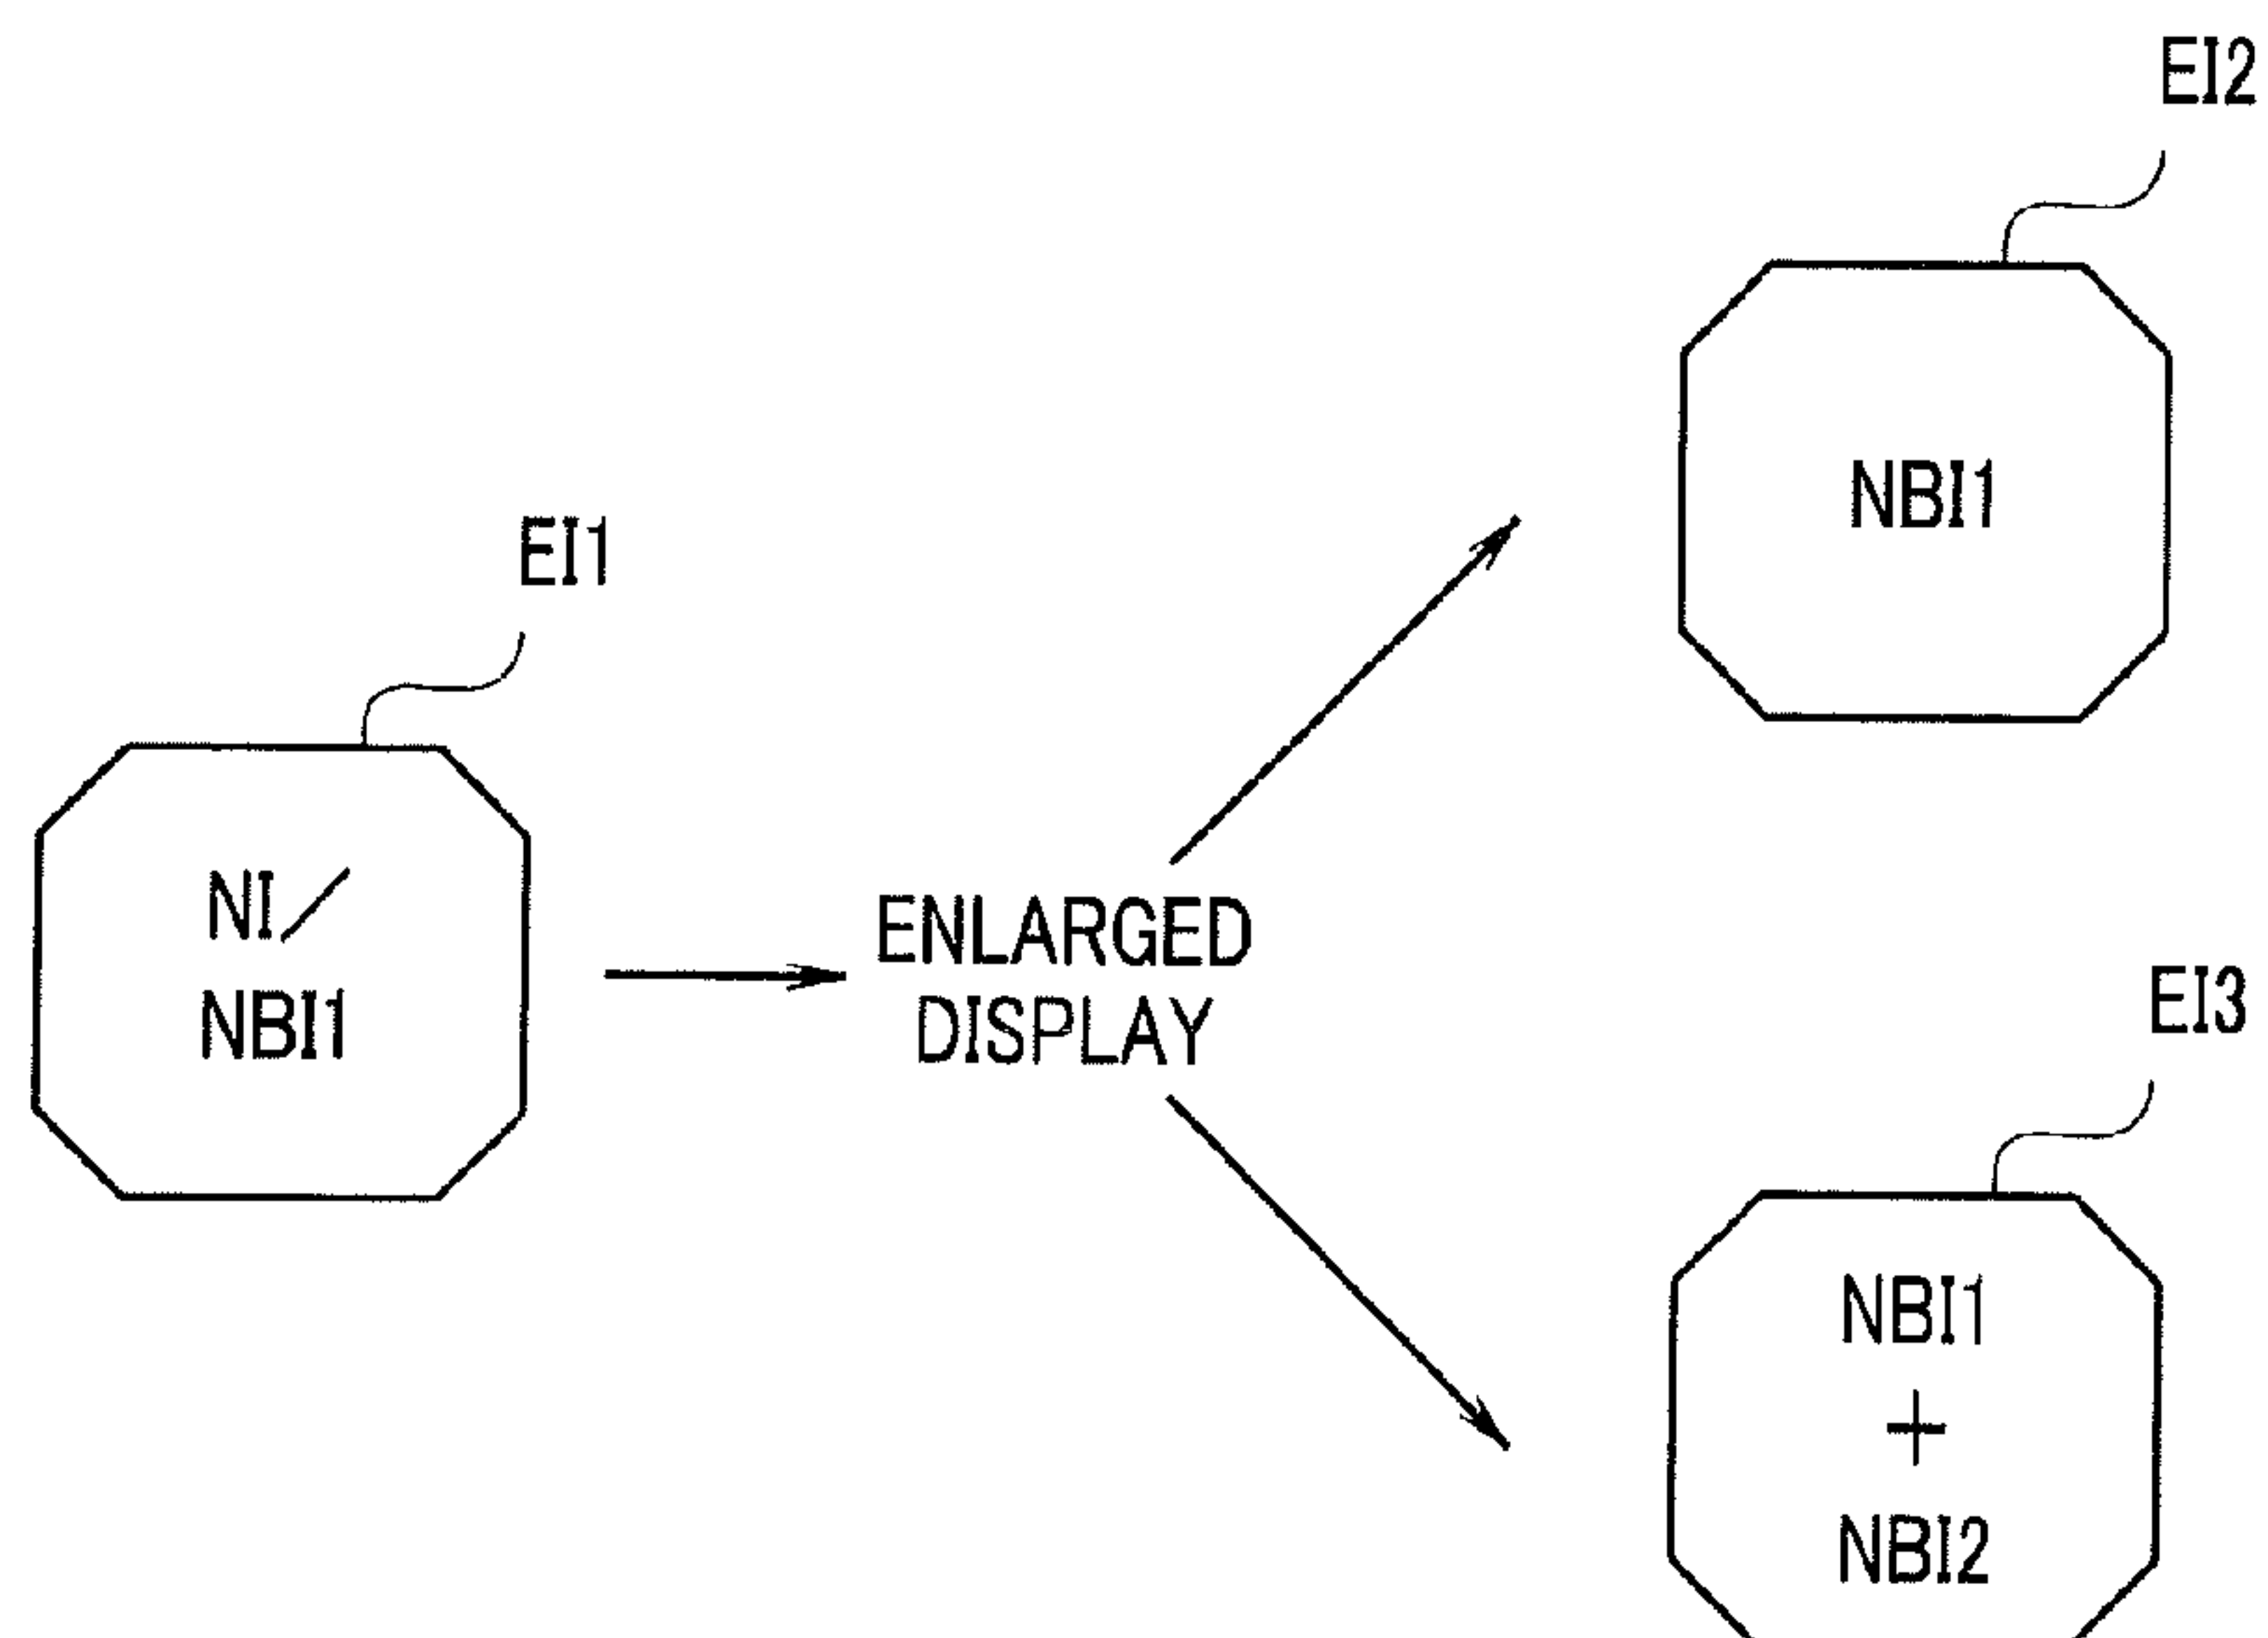 EI2
NBI1
EI1
NI/
NBI1
ENLARGED
DISPLAY
EI3
NBI1
+
NBI2